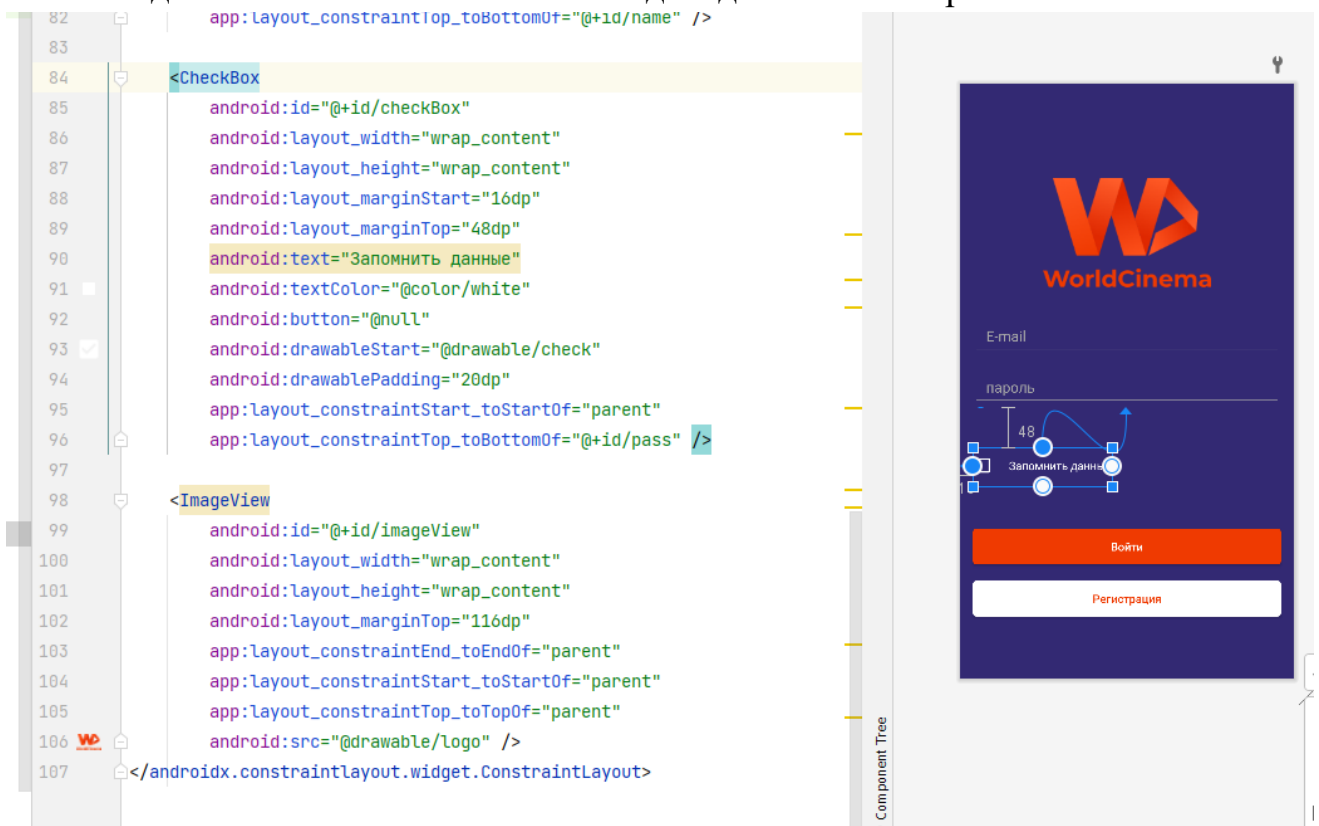 82 app:layout_constraintTop_toBottomOf="@+id/name" />
83
84 <CheckBox
85 android:id="@+id/checkBox"
86 android:layout_width="wrap_content"
87 android:layout_height="wrap_content"
88 android:layout_marginStart="16dp"
89 android:layout_marginTop="48dp"
90 android:text="Запомнить данные"
91 android:textColor="@color/white"
92 android:button="@null"
93 android:drawableStart="@drawable/check"
94 android:drawablePadding="20dp"
95 app:layout_constraintStart_toStartOf="parent"
96 app:layout_constraintTop_toBottomOf="@+id/pass" />
97
98 <ImageView
99 android:id="@+id/imageView"
100 android:layout_width="wrap_content"
101 android:layout_height="wrap_content"
102 android:layout_marginTop="116dp"
103 app:layout_constraintEnd_toEndOf="parent"
104 app:layout_constraintStart_toStartOf="parent"
105 app:layout_constraintTop_toTopOf="parent"
106 android:src="@drawable/logo" />
107 </androidx.constraintlayout.widget.ConstraintLayout>
Component Tree
WorldCinema
E-mail
пароль
48
Запомнить данны
Войти
Регистрация